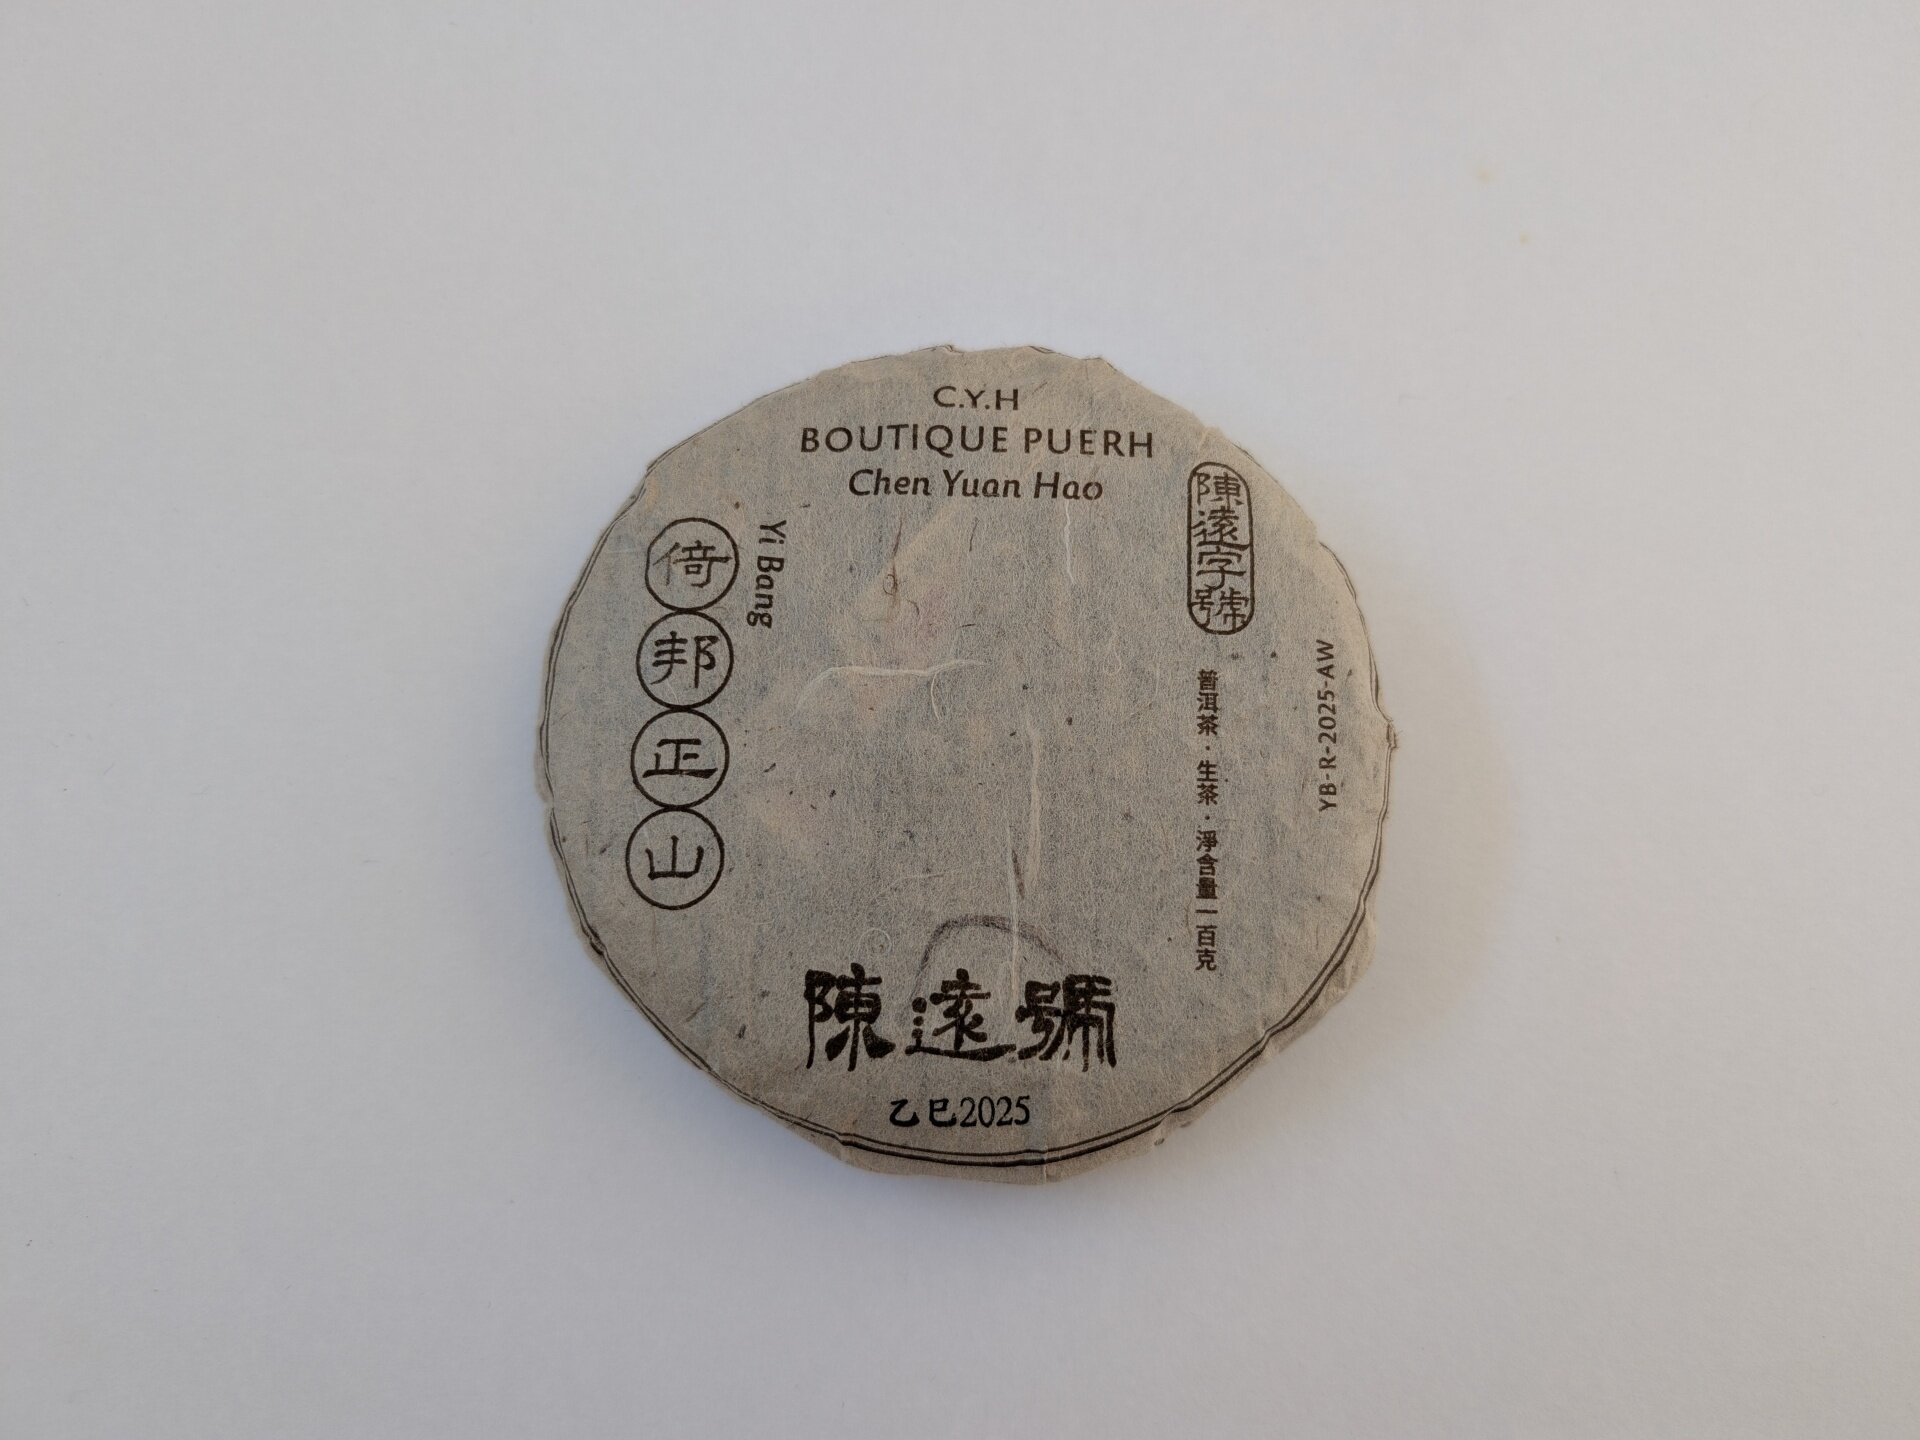 C.Y.H
BOUTIQUE PUERH
Chen Yuan Hao
倚邦正山
Yi Bang
陳遠字號
普洱茶·生茶·淨含量一百克
YB-R-2025-AW
陳遠號
乙巳2025